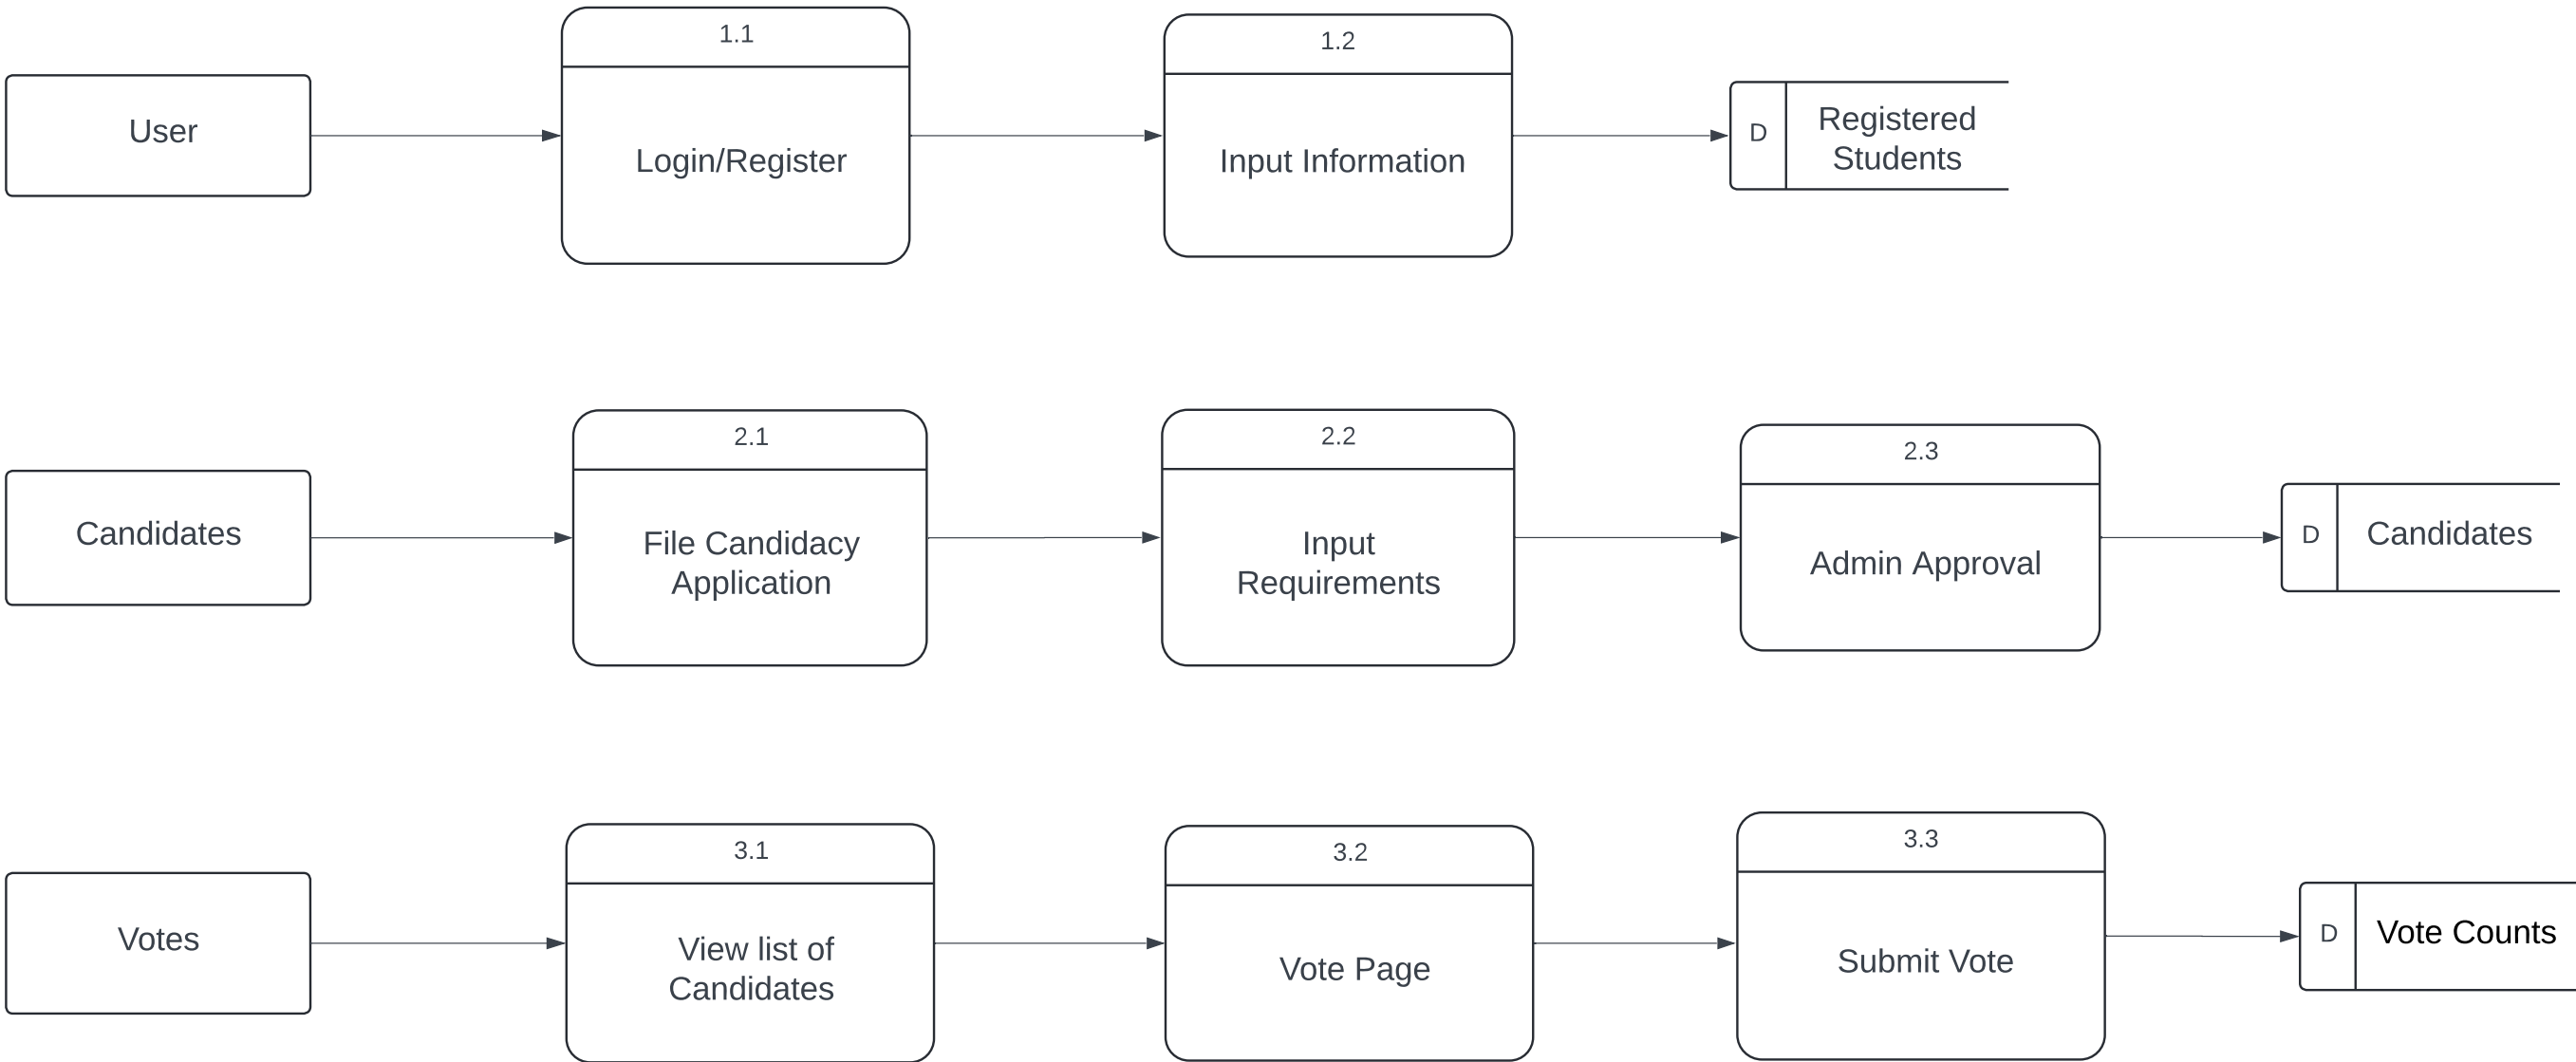 User
1.1
Login/Register
1.2
Input Information
D
Registered
Students
Candidates
2.1
File Candidacy
Application
2.2
Input
Requirements
2.3
Admin Approval
D
Candidates
Votes
3.1
View list of
Candidates
3.2
Vote Page
3.3
Submit Vote
D
Vote Counts